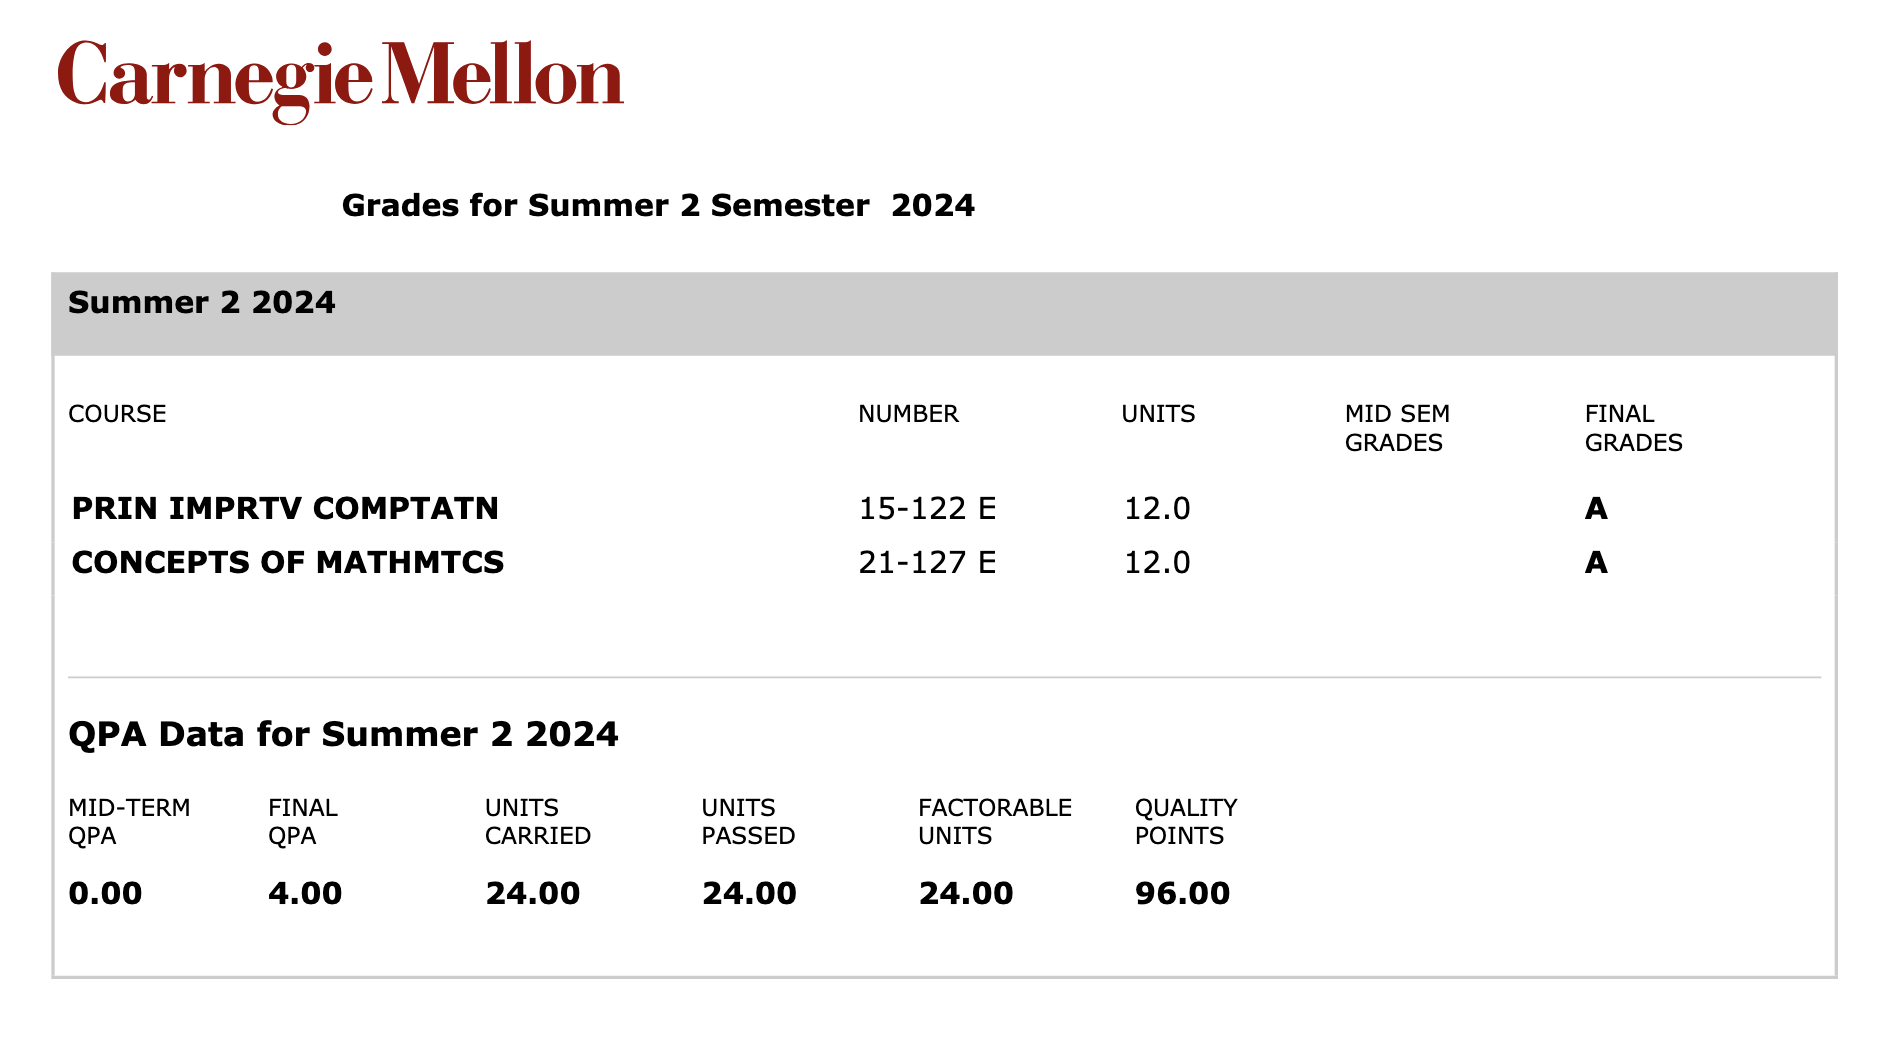 Carnegie Mellon
Grades for Summer 2 Semester 2024
Summer 2 2024
COURSE NUMBER UNITS MID SEM GRADES FINAL GRADES
PRIN IMPRTV COMPTATN 15-122 E 12.0 A
CONCEPTS OF MATHMTCS 21-127 E 12.0 A
QPA Data for Summer 2 2024
MID-TERM QPA FINAL QPA UNITS CARRIED UNITS PASSED FACTORABLE UNITS QUALITY POINTS
0.00 4.00 24.00 24.00 24.00 96.00